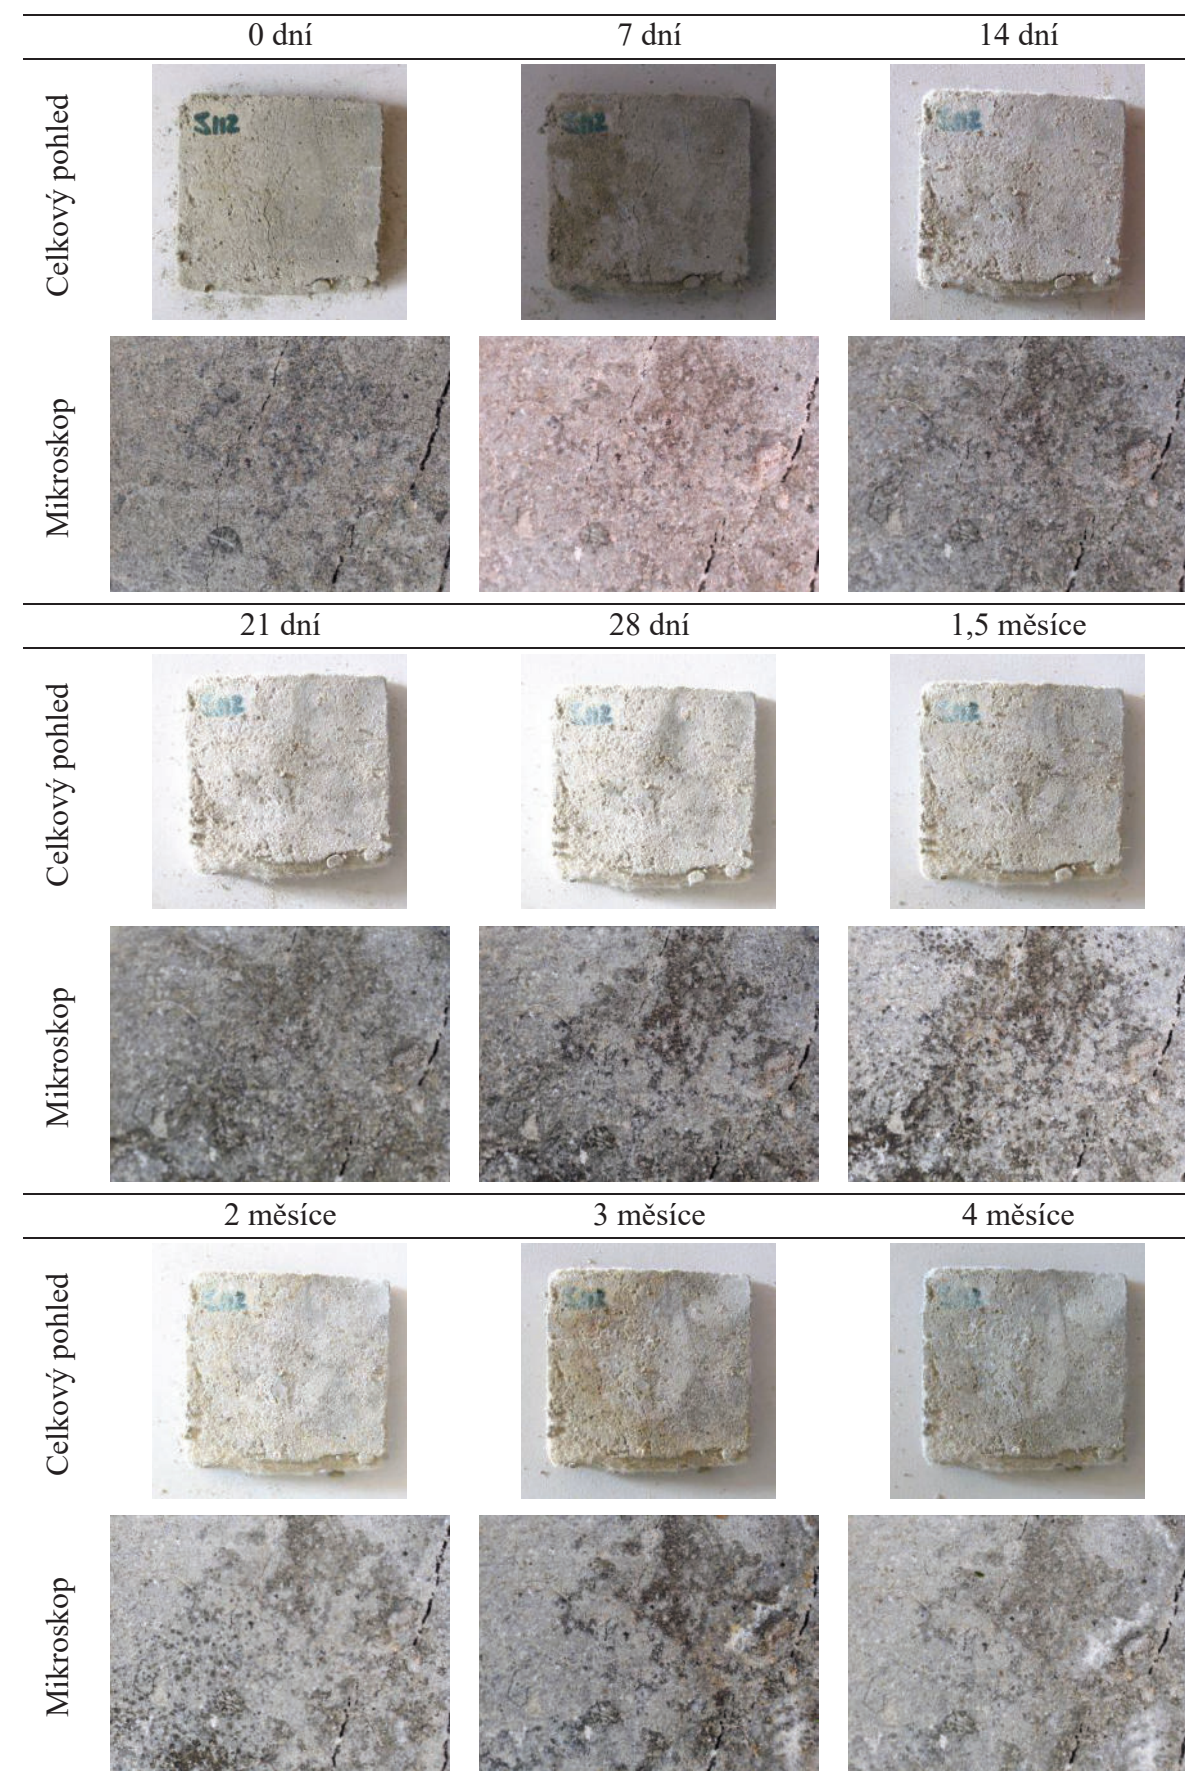 0 dní 7 dní 14 dní
Celkový pohled
Mikroskop
21 dní 28 dní 1,5 měsíce
Celkový pohled
Mikroskop
2 měsíce 3 měsíce 4 měsíce
Celkový pohled
Mikroskop